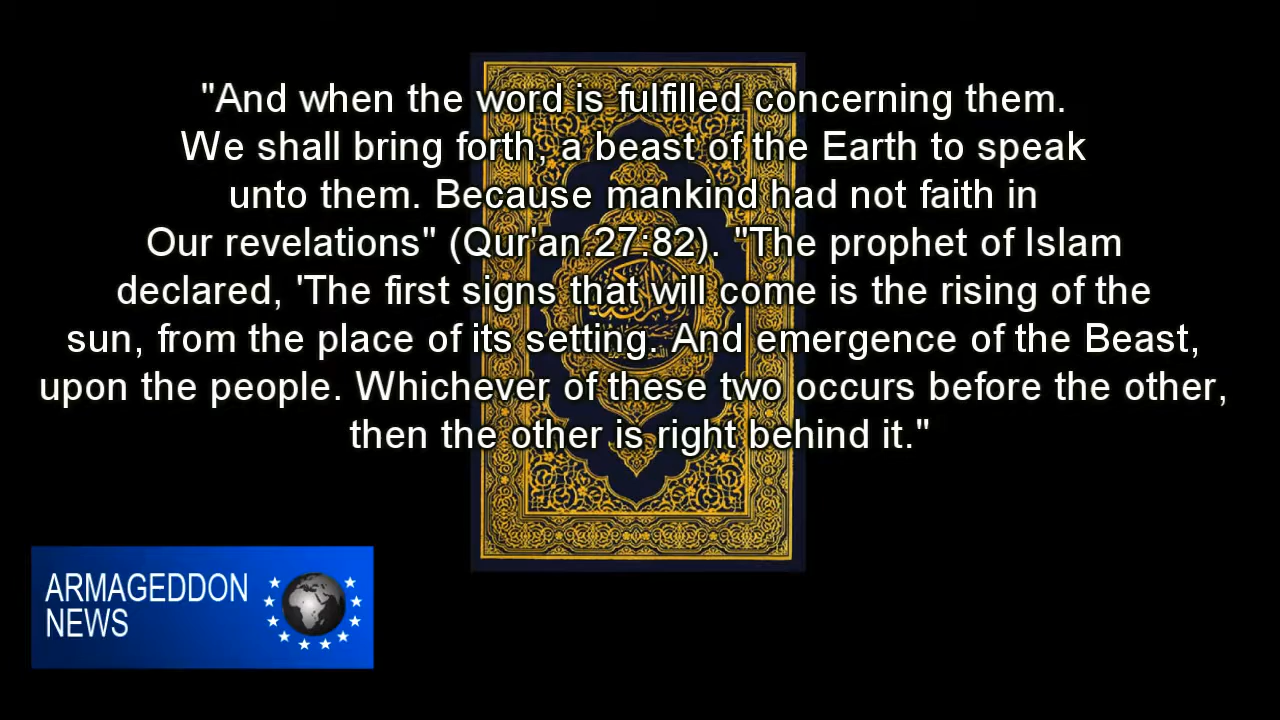 "And when the word is fulfilled concerning them.
We shall bring forth, a beast of the Earth to speak
unto them. Because mankind had not faith in
Our revelations" (Qur'an.27:82). "The prophet of Islam
declared, 'The first signs that will come is the rising of the
sun, from the place of its setting. And emergence of the Beast,
upon the people. Whichever of these two occurs before the other,
then the other is right behind it."
ARMAGEDDON
NEWS